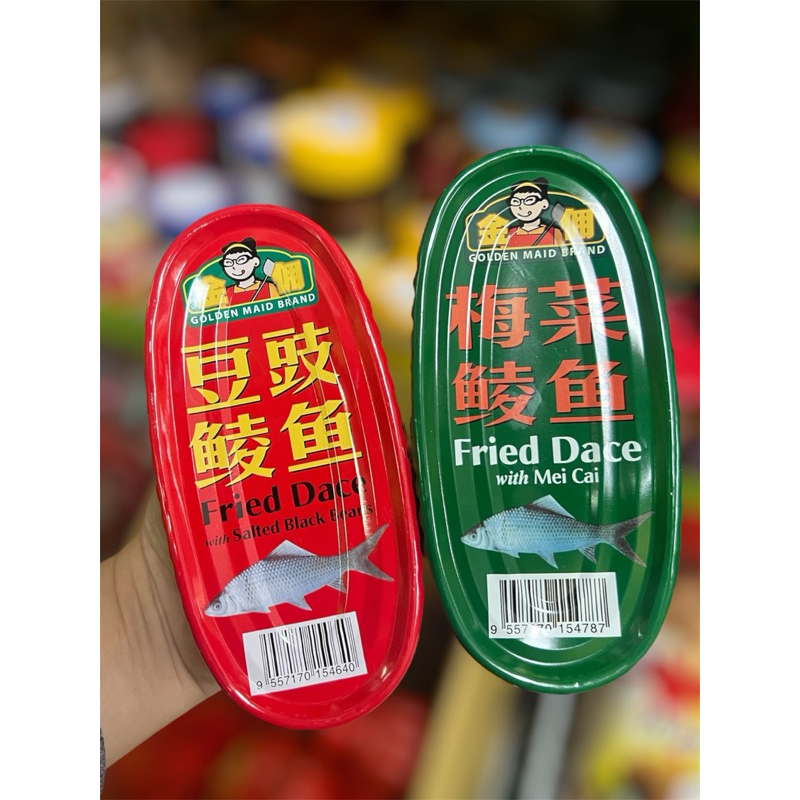 金佣
GOLDEN MAID BRAND
豆豉
鲮鱼
Fried Dace
with Salted Black Beans
9 557170 154640
金佣
GOLDEN MAID BRAND
梅菜
鲮鱼
Fried Dace
with Mei Cai
9 557170 154787